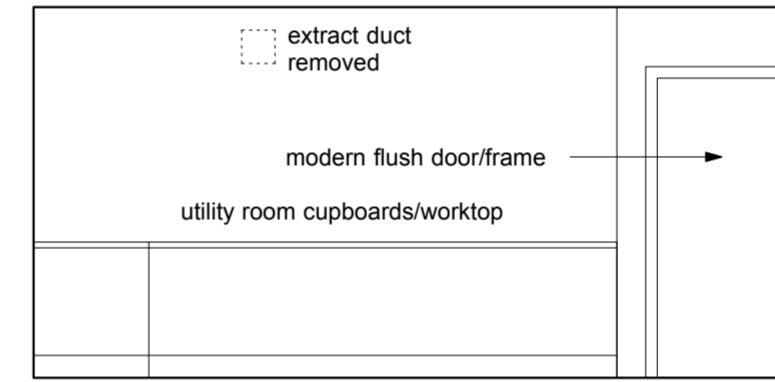 extract duct
removed
modern flush door/frame
utility room cupboards/worktop